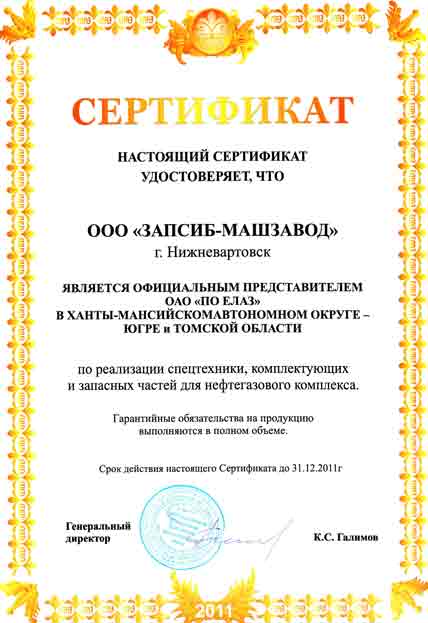 СЕРТИФИКАТ
НАСТОЯЩИЙ СЕРТИФИКАТ
УДОСТОВЕРЯЕТ, ЧТО
ООО «ЗАПСИБ-МАШЗАВОД»
г. Нижневартовск
ЯВЛЯЕТСЯ ОФИЦИАЛЬНЫМ ПРЕДСТАВИТЕЛЕМ
ОАО «ПО ЕЛАЗ»
В ХАНТЫ-МАНСИЙСКОМАВТОНОМНОМ ОКРУГЕ –
ЮГРЕ и ТОМСКОЙ ОБЛАСТИ
по реализации спецтехники, комплектующих
и запасных частей для нефтегазового комплекса.
Гарантийные обязательства на продукцию
выполняются в полном объеме.
Срок действия настоящего Сертификата до 31.12.2011г
Генеральный
директор
К.С. Галимов
2011